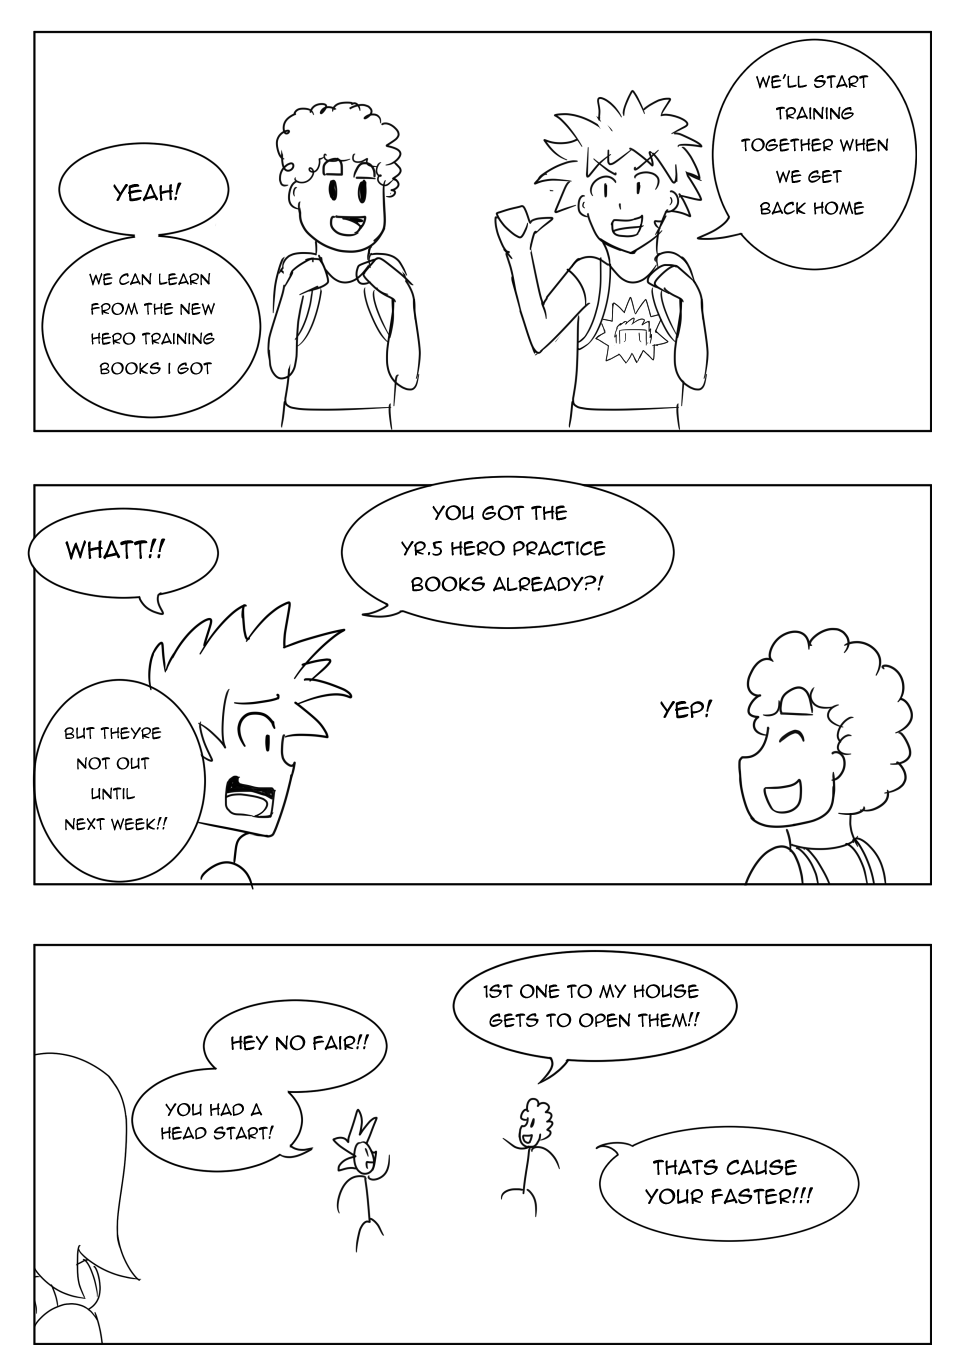 WE'LL START
TRAINING
TOGETHER WHEN
WE GET
BACK HOME
YEAH!
WE CAN LEARN
FROM THE NEW
HERO TRAINING
BOOKS I GOT
WHATT!!
YOU GOT THE
YR.5 HERO PRACTICE
BOOKS ALREADY?!
BUT THEYRE
NOT OUT
UNTIL
NEXT WEEK!!
YEP!
1ST ONE TO MY HOUSE
GETS TO OPEN THEM!!
HEY NO FAIR!!
YOU HAD A
HEAD START!
THATS CAUSE
YOUR FASTER!!!